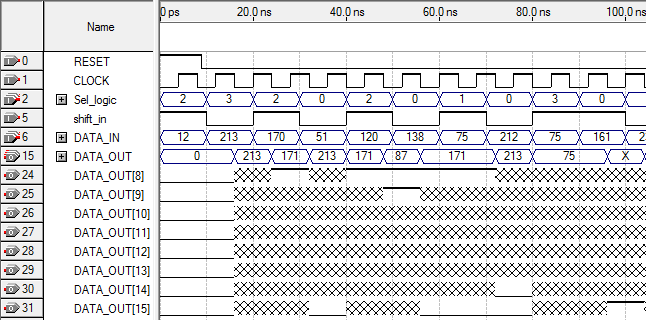 Name
0 ps 20.0 ns 40.0 ns 60.0 ns 80.0 ns 100.0 ns
0 RESET
1 CLOCK
2 Sel_logic 2 3 2 0 2 0 1 0 3 0
5 shift_in
6 DATA_IN 12 213 170 51 120 138 75 212 75 161 2
15 DATA_OUT 0 213 171 213 171 87 171 213 75 X
24 DATA_OUT[8]
25 DATA_OUT[9]
26 DATA_OUT[10]
27 DATA_OUT[11]
28 DATA_OUT[12]
29 DATA_OUT[13]
30 DATA_OUT[14]
31 DATA_OUT[15]